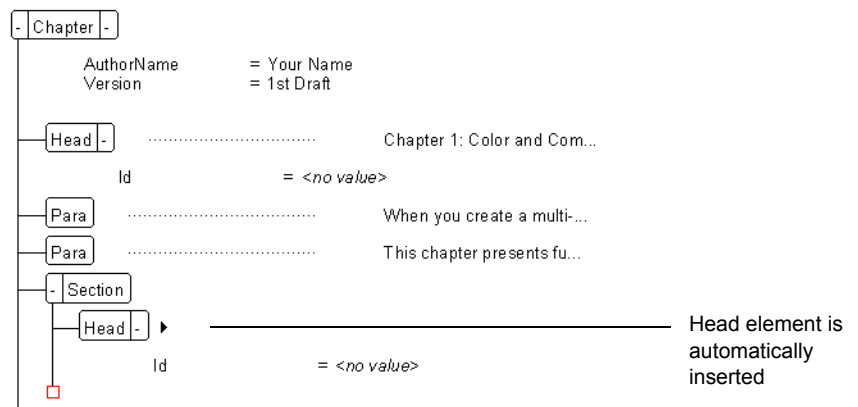 - Chapter -
AuthorName = Your Name
Version = 1st Draft
Head - Chapter 1: Color and Com...
Id = <no value>
Para When you create a multi-...
Para This chapter presents fu...
- Section
Head - Head element is
automatically
inserted
Id = <no value>